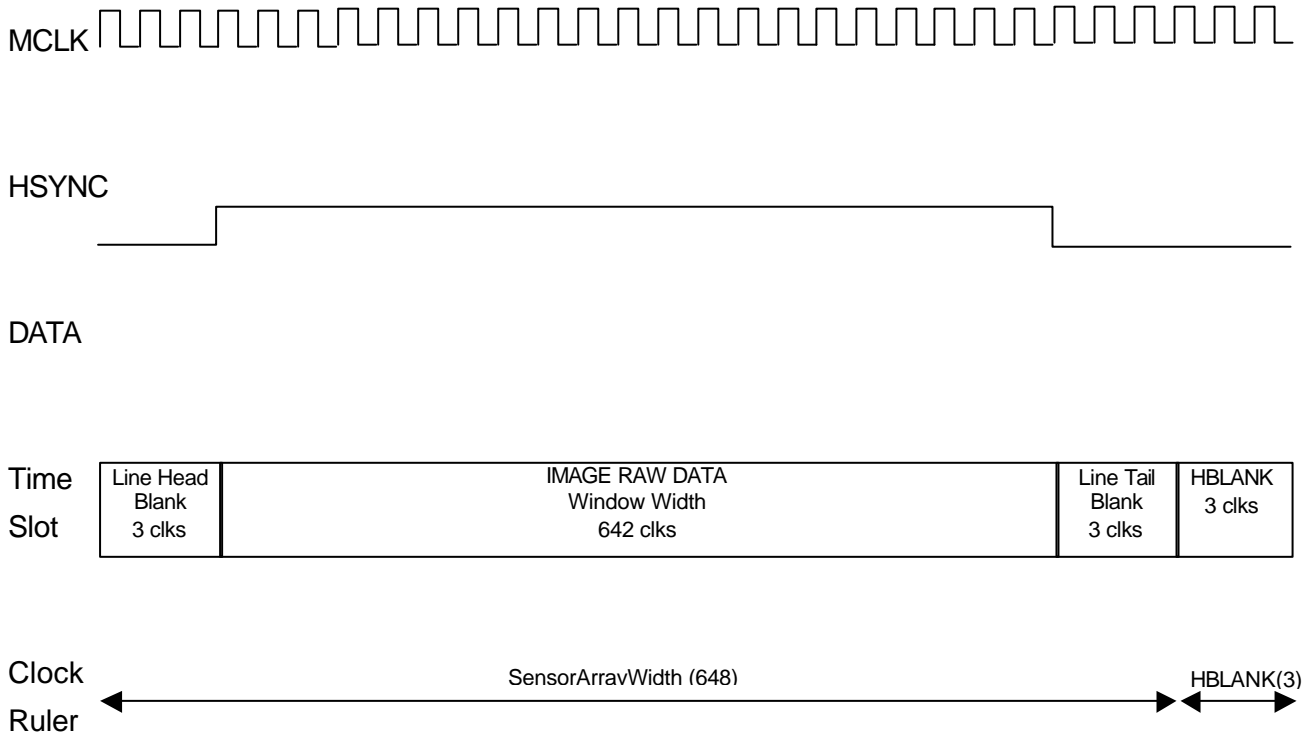 MCLK
HSYNC
DATA
Time
Slot
Line Head
Blank
3 clks
IMAGE RAW DATA
Window Width
642 clks
Line Tail
Blank
3 clks
HBLANK
3 clks
Clock
Ruler
SensorArrayWidth (648)
HBLANK(3)